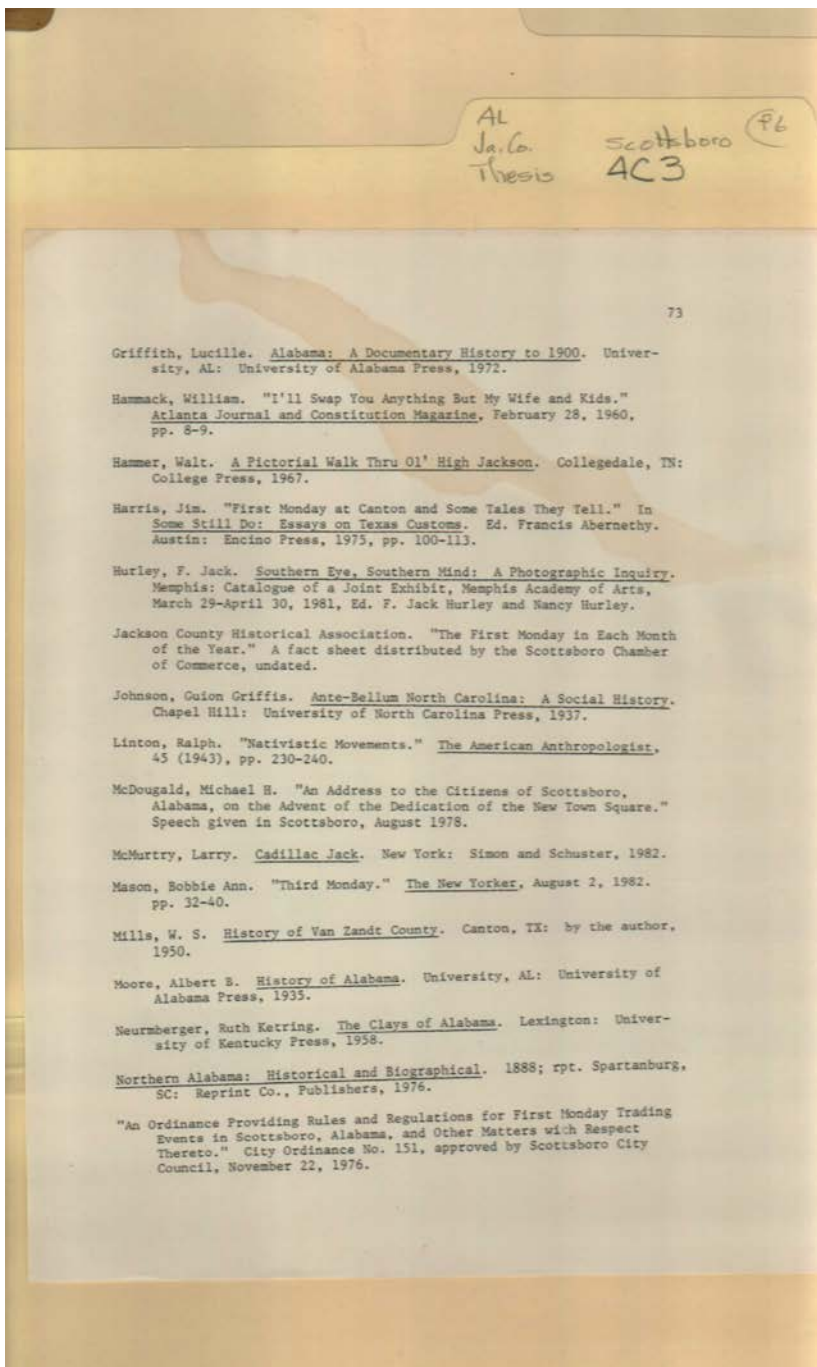 AL
Ja. Co. Scottsboro P6
Thesis 4C3
73
Griffith, Lucille. Alabama: A Documentary History to 1900. Univer-
sity, AL: University of Alabama Press, 1972.
Hammack, William. "I'll Swap You Anything But My Wife and Kids."
Atlanta Journal and Constitution Magazine, February 28, 1960,
pp. 8-9.
Hammer, Walt. A Pictorial Walk Thru Ol' High Jackson. Collegedale, TN:
College Press, 1967.
Harris, Jim. "First Monday at Canton and Some Tales They Tell." In
Some Still Do: Essays on Texas Customs. Ed. Francis Abernethy.
Austin: Encino Press, 1975, pp. 100-113.
Hurley, F. Jack. Southern Eye, Southern Mind: A Photographic Inquiry.
Memphis: Catalogue of a Joint Exhibit, Memphis Academy of Arts,
March 29-April 30, 1981, Ed. F. Jack Hurley and Nancy Hurley.
Jackson County Historical Association. "The First Monday in Each Month
of the Year." A fact sheet distributed by the Scottsboro Chamber
of Commerce, undated.
Johnson, Guion Griffis. Ante-Bellum North Carolina: A Social History.
Chapel Hill: University of North Carolina Press, 1937.
Linton, Ralph. "Nativistic Movements." The American Anthropologist,
45 (1943), pp. 230-240.
McDougald, Michael H. "An Address to the Citizens of Scottsboro,
Alabama, on the Advent of the Dedication of the New Town Square."
Speech given in Scottsboro, August 1978.
McMurtry, Larry. Cadillac Jack. New York: Simon and Schuster, 1982.
Mason, Bobbie Ann. "Third Monday." The New Yorker, August 2, 1982.
pp. 32-40.
Mills, W. S. History of Van Zandt County. Canton, TX: by the author,
1950.
Moore, Albert B. History of Alabama. University, AL: University of
Alabama Press, 1935.
Neurmberger, Ruth Ketring. The Clays of Alabama. Lexington: Univer-
sity of Kentucky Press, 1958.
Northern Alabama: Historical and Biographical. 1888; rpt. Spartanburg,
SC: Reprint Co., Publishers, 1976.
"An Ordinance Providing Rules and Regulations for First Monday Trading
Events in Scottsboro, Alabama, and Other Matters with Respect
Thereto." City Ordinance No. 151, approved by Scottsboro City
Council, November 22, 1976.